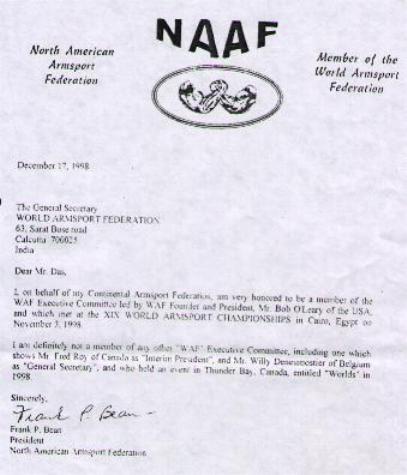 NAAF
North American
Armsport
Federation
Member of the
World Armsport
Federation
December 17, 1998
The General Secretary
WORLD ARMSPORT FEDERATION
63, Sarat Bose road
Calcutta 700025
India
Dear Mr. Das,
I, on behalf of my Continental Armsport Federation, am very honored to be a member of the
WAF Executive Committee led by WAF Founder and President, Mr. Bob O'Leary of the USA,
and which met at the XIX WORLD ARMSPORT CHAMPIONSHIPS in Cairo, Egypt on
November 3, 1998.
I am definitely not a member of any other "WAF" Executive Committee, including one which
shows Mr. Fred Roy of Canada as "Interim President", and Mr. Willy Deneumostier of Belgium
as "General Secretary", and who held an event in Thunder Bay, Canada, entitled "Worlds" in
1998.
Sincerely,
Frank P. Bean
Frank P. Bean
President
North American Armsport Federation